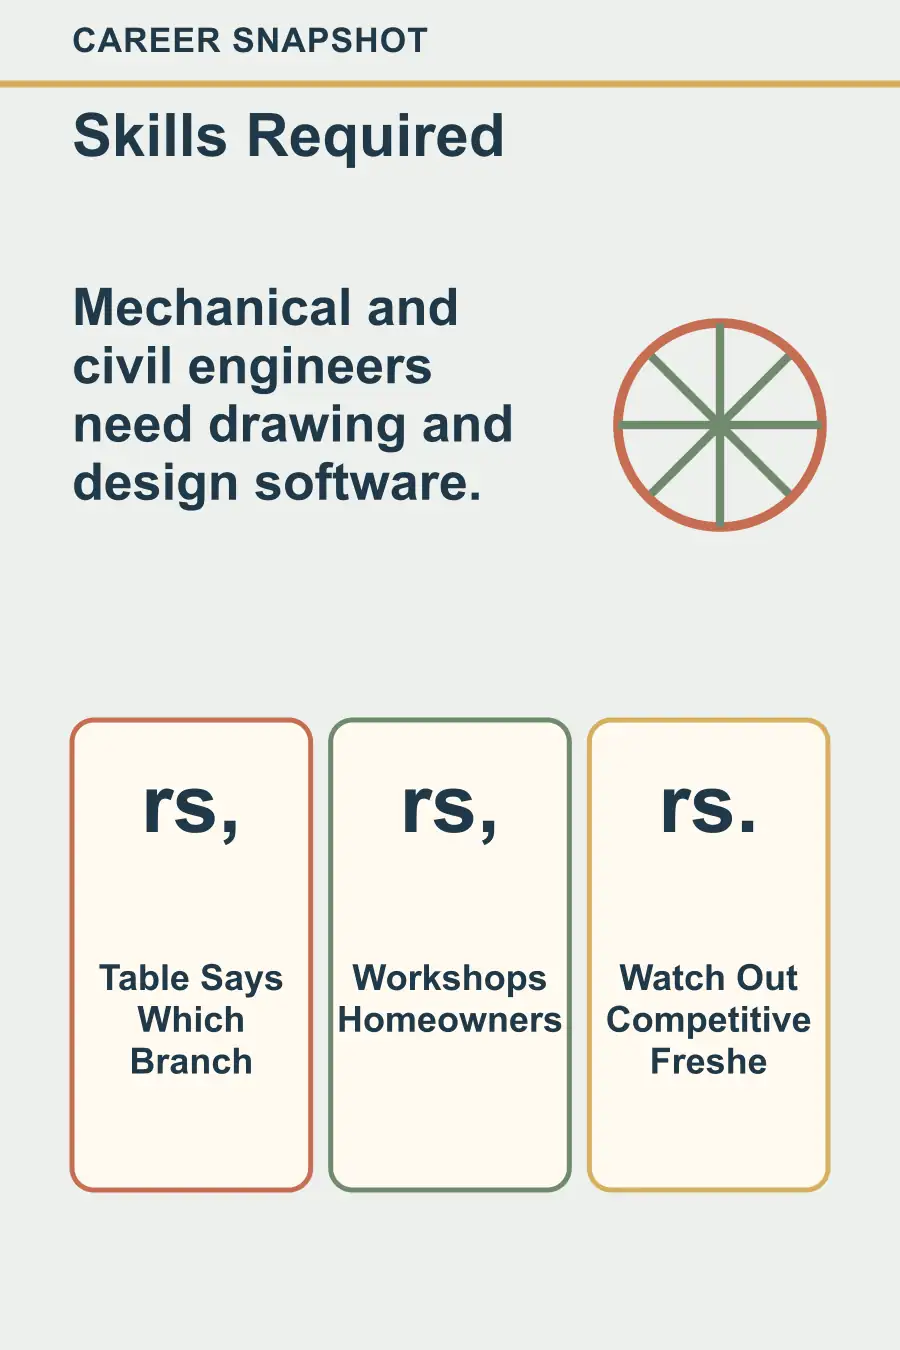 CAREER SNAPSHOT
Skills Required
Mechanical and
civil engineers
need drawing and
design software.
rs,
Table Says
Which
Branch
rs,
Workshops
Homeowners
rs.
Watch Out
Competitive
Freshe